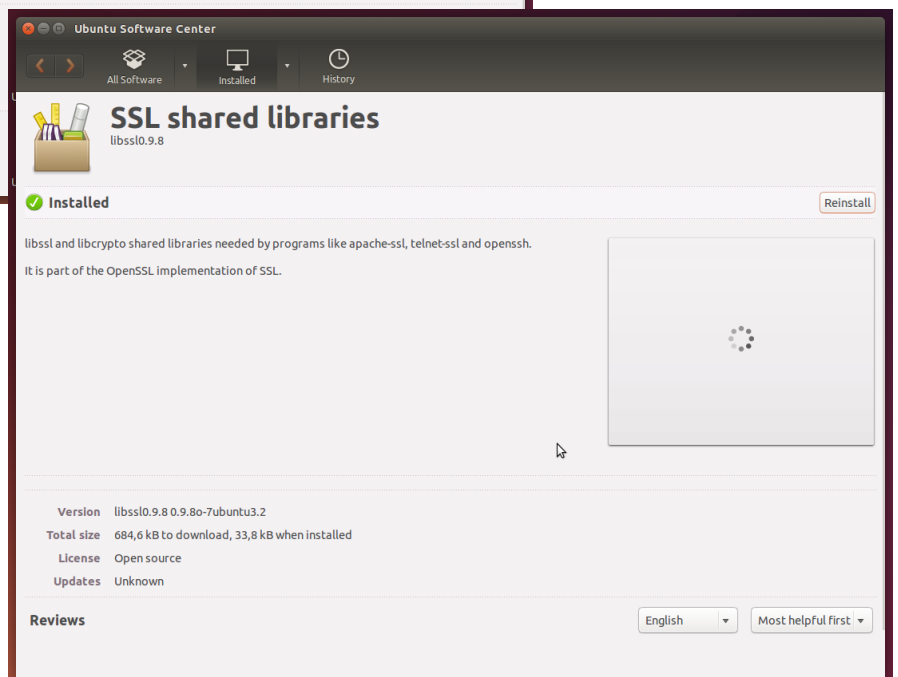 Ubuntu Software Center
All Software
Installed
History
SSL shared libraries
libssl0.9.8
Installed
Reinstall
libssl and libcrypto shared libraries needed by programs like apache-ssl, telnet-ssl and openssh.
It is part of the OpenSSL implementation of SSL.
Version libssl0.9.8 0.9.8o-7ubuntu3.2
Total size 684,6 kB to download, 33,8 kB when installed
License Open source
Updates Unknown
Reviews
English
Most helpful first